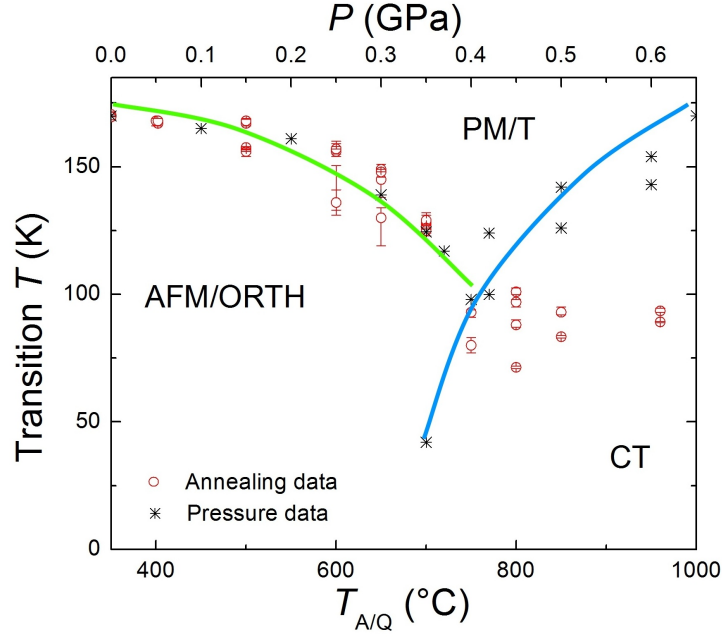 P (GPa)
0.0 0.1 0.2 0.3 0.4 0.5 0.6
PM/T
150
100
50
0
Transition T (K)
AFM/ORTH
CT
Annealing data
Pressure data
400 600 800 1000
T_A/Q (°C)